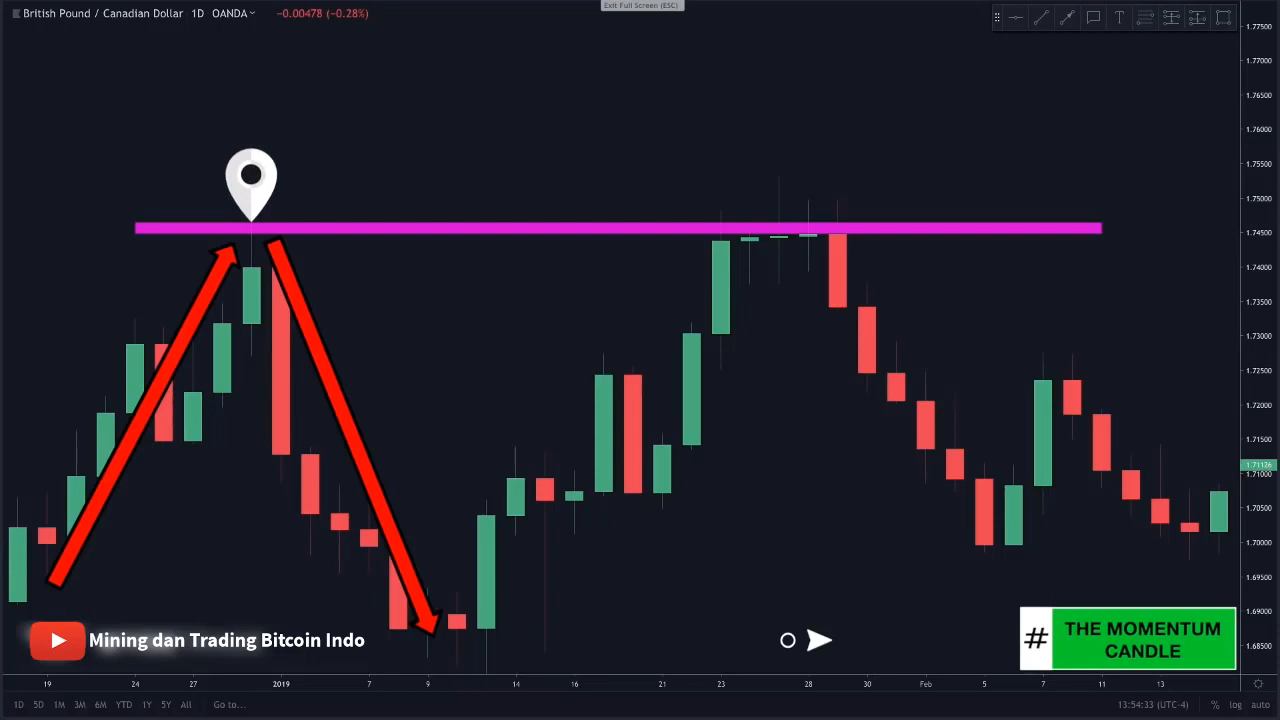 Exit Full Screen (ESC)
British Pound / Canadian Dollar 1D OANDA -0.00478 (-0.28%)
1.77500
1.77000
1.76500
1.76000
1.75500
1.75000
1.74500
1.74000
1.73500
1.73000
1.72500
1.72000
1.71500
1.71126
1.71000
1.70500
1.70000
1.69500
1.69000
1.68500
Mining dan Trading Bitcoin Indo
# THE MOMENTUM
CANDLE
19 24 27 2019 7 9 14 16 21 23 28 30 Feb 5 7 11 13
1D 5D 1M 3M 6M YTD 1Y 5Y All Go to... 13:54:33 (UTC-4) % log auto